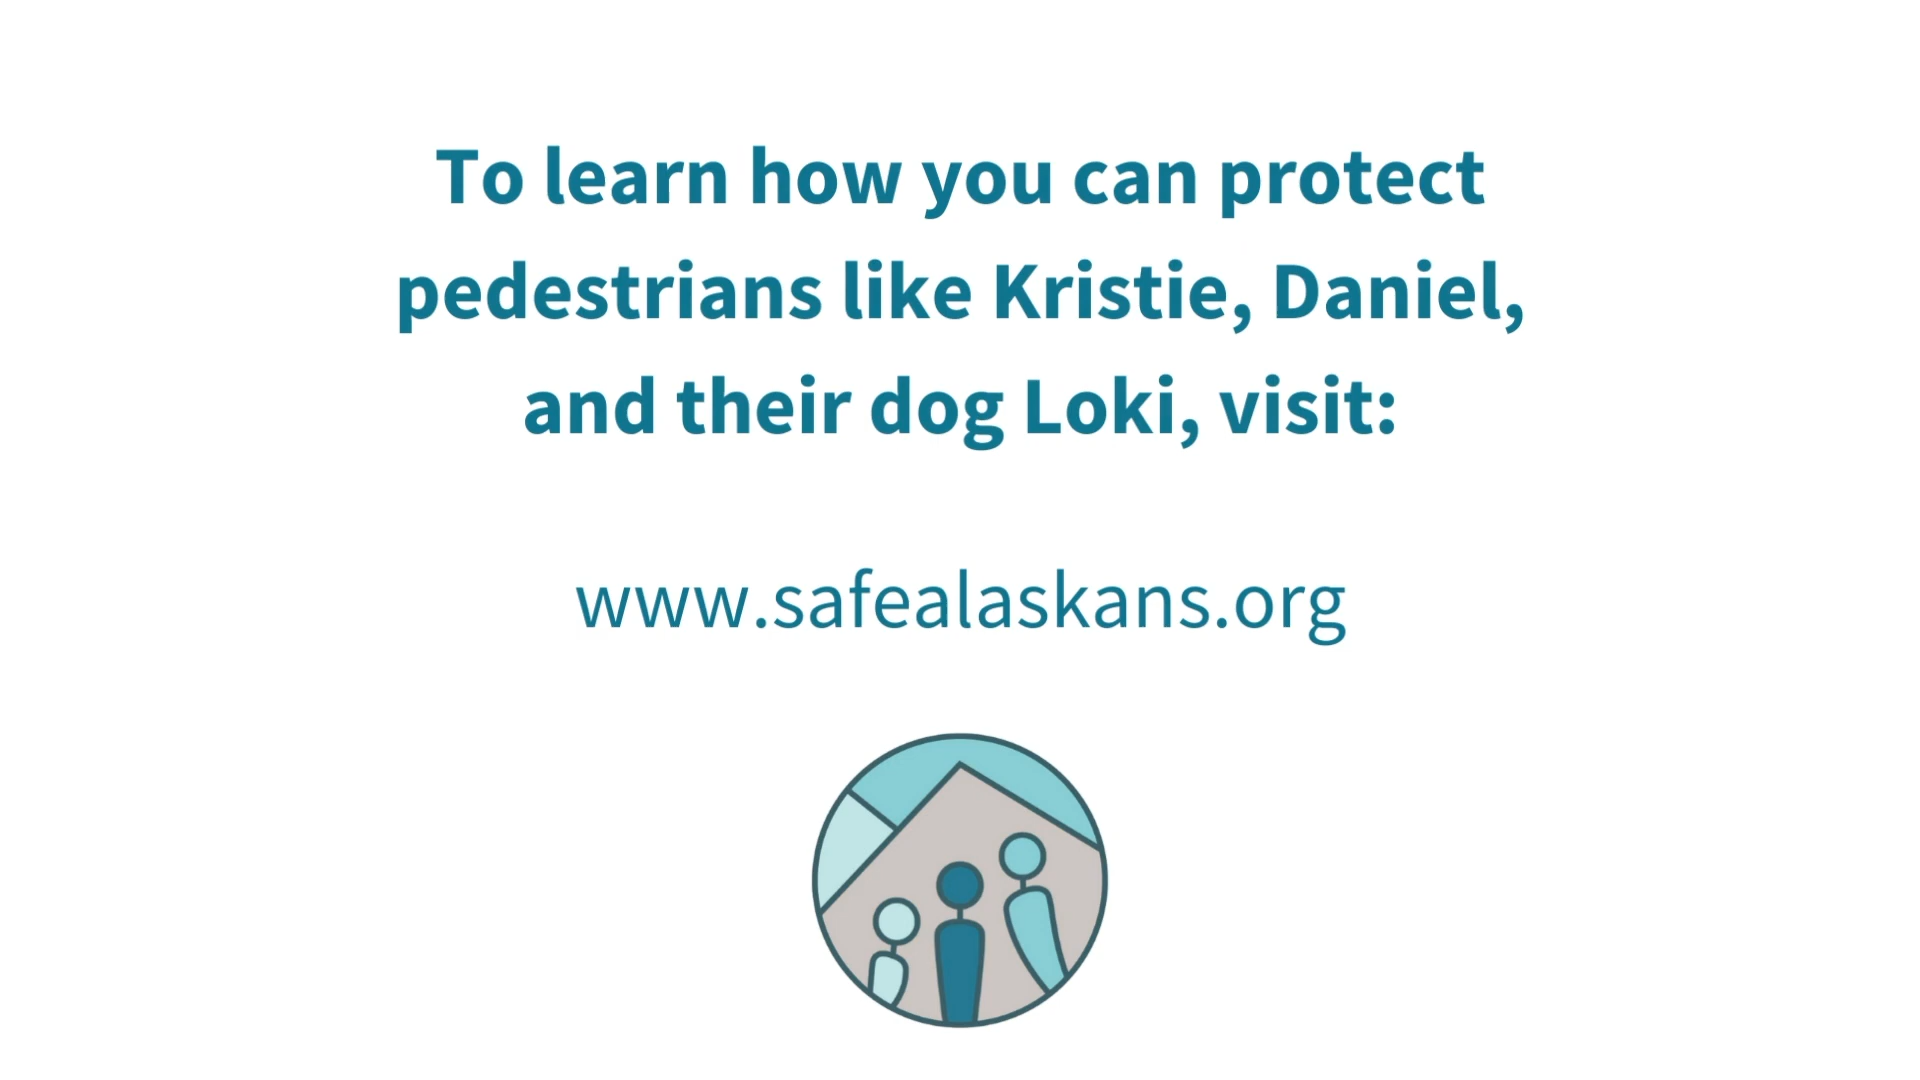 To learn how you can protect
pedestrians like Kristie, Daniel,
and their dog Loki, visit:
www.safealaskans.org